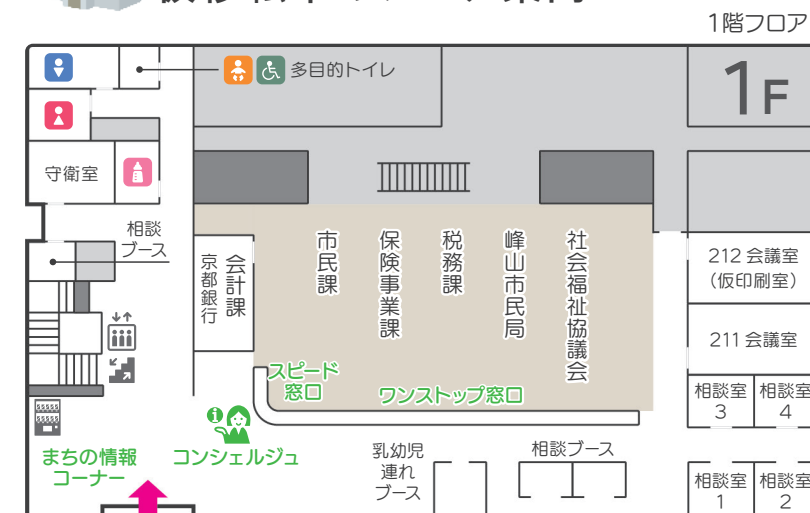 1階フロア
1F
多目的トイレ
守衛室
相談
ブース
京都銀行
会計課
市民課
保険事業課
税務課
峰山市民局
社会福祉協議会
212 会議室
(仮印刷室)
211 会議室
相談室
3
相談室
4
スピード
窓口
ワンストップ窓口
まちの情報
コーナー
コンシェルジュ
乳幼児
連れ
ブース
相談ブース
相談室
1
相談室
2